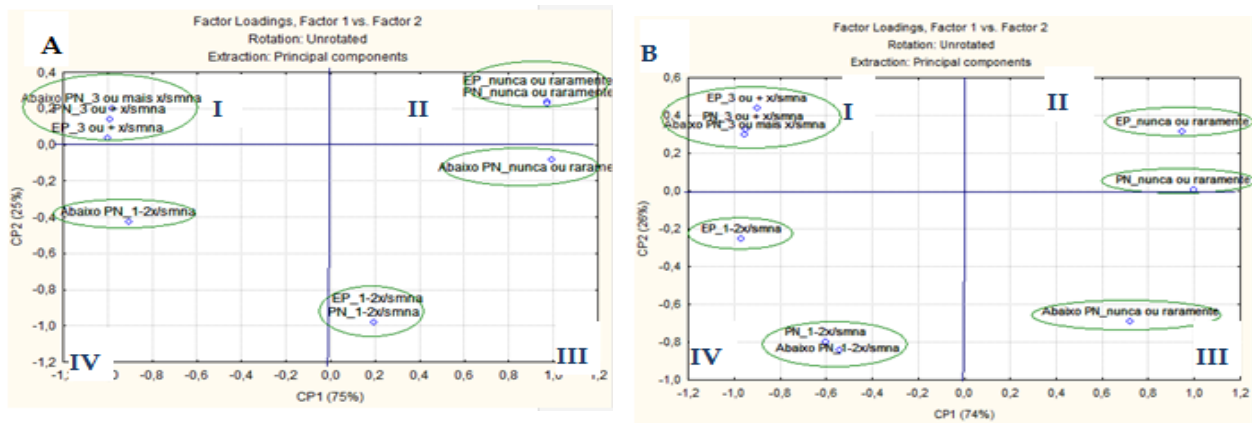 A
Factor Loadings, Factor 1 vs. Factor 2
Rotation: Unrotated
Extraction: Principal components
0,4
0,2
0,0
-0,2
-0,4
-0,6
-0,8
-1,0
-1,2
CP2 (25%)
Abaixo PN_3 ou mais x/smna
PN_3 ou + x/smna
EP_3 ou + x/smna
I
II
EP_nunca ou raramente
PN_nunca ou raramente
Abaixo PN_nunca ou rarame
Abaixo PN_1-2x/smna
EP_1-2x/smna
PN_1-2x/smna
IV
III
-0,8 -0,6 -0,4 -0,2 0,0 0,2 0,4 0,6 0,8 1,0 1,2
CP1 (75%)
B
Factor Loadings, Factor 1 vs. Factor 2
Rotation: Unrotated
Extraction: Principal components
0,6
0,4
0,2
0,0
-0,2
-0,4
-0,6
-0,8
-1,0
CP2 (26%)
EP_3 ou + x/smna
PN_3 ou + x/smna
Abaixo PN_3 ou mais x/smna
I
II
EP_nunca ou raramente
PN_nunca ou raramente
EP_1-2x/smna
Abaixo PN_nunca ou raramente
PN_1-2x/smna
Abaixo PN_1-2x/smna
IV
III
-1,2 -1,0 -0,8 -0,6 -0,4 -0,2 0,0 0,2 0,4 0,6 0,8 1,0 1,2
CP1 (74%)